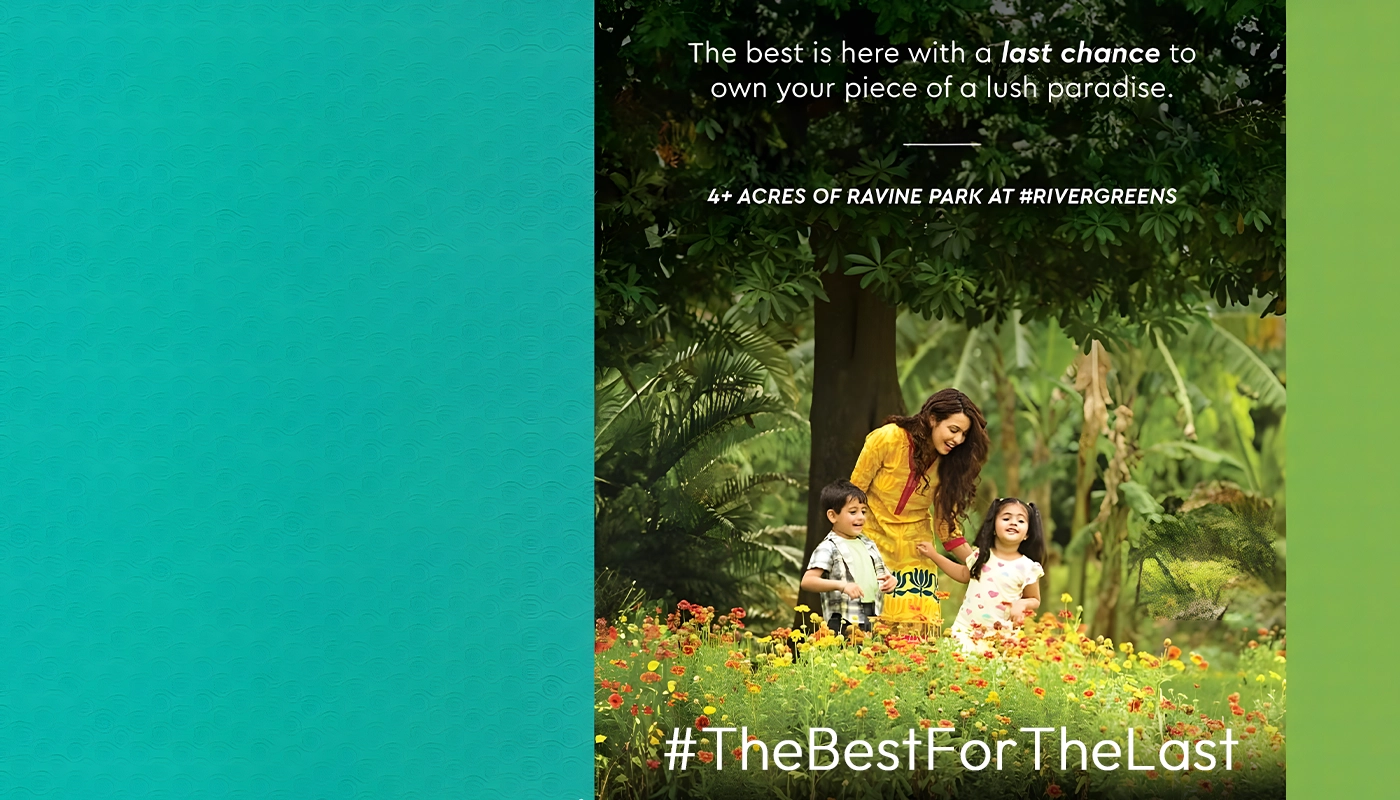 The best is here with a last chance to
own your piece of a lush paradise.
4+ ACRES OF RAVINE PARK AT #RIVERGREENS
#TheBestForTheLast